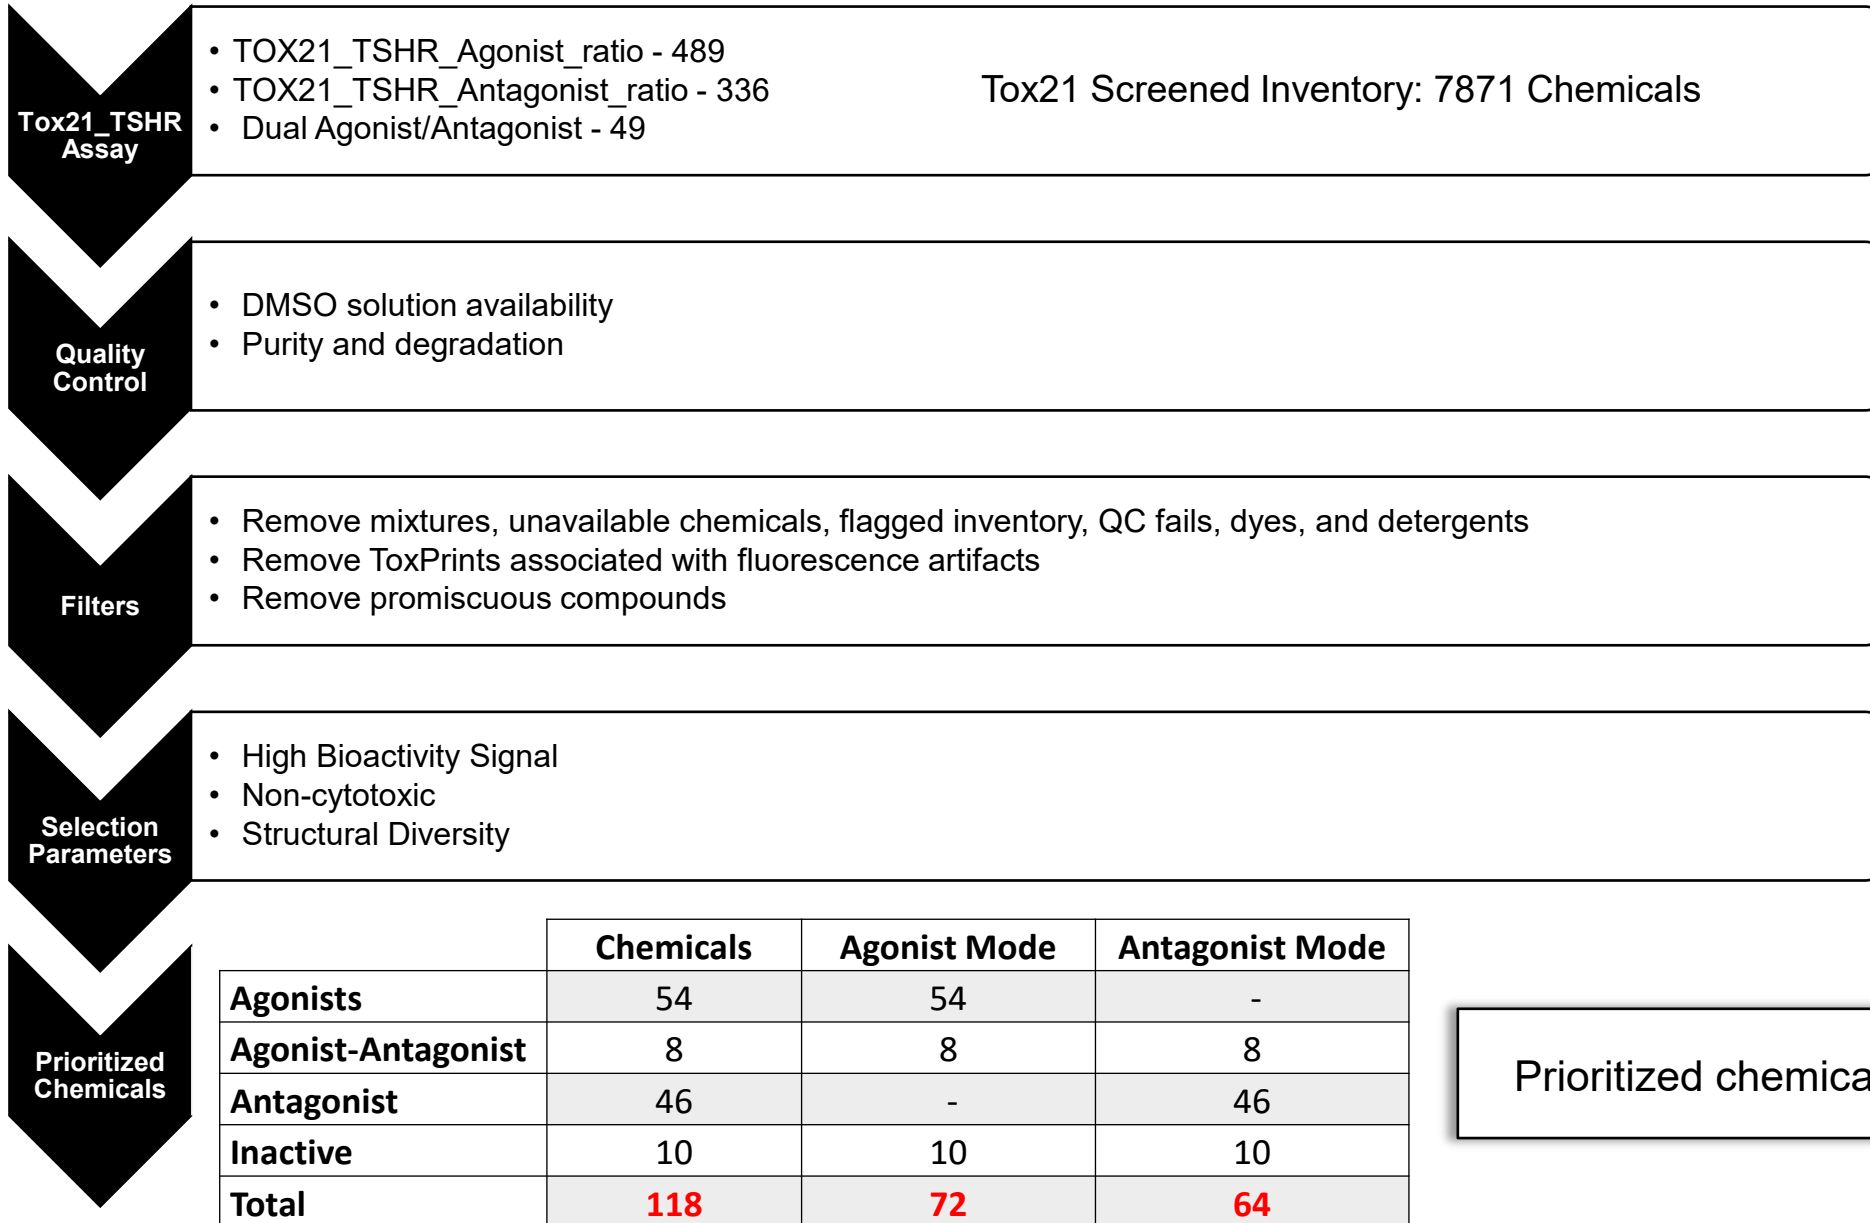 Tox21_TSHR
Assay
• TOX21_TSHR_Agonist_ratio - 489
• TOX21_TSHR_Antagonist_ratio - 336
• Dual Agonist/Antagonist - 49
Tox21 Screened Inventory: 7871 Chemicals
Quality
Control
• DMSO solution availability
• Purity and degradation
Filters
• Remove mixtures, unavailable chemicals, flagged inventory, QC fails, dyes, and detergents
• Remove ToxPrints associated with fluorescence artifacts
• Remove promiscuous compounds
Selection
Parameters
• High Bioactivity Signal
• Non-cytotoxic
• Structural Diversity
Prioritized
Chemicals
Chemicals Agonist Mode Antagonist Mode
Agonists 54 54 -
Agonist-Antagonist 8 8 8
Antagonist 46 - 46
Inactive 10 10 10
Total 118 72 64
Prioritized